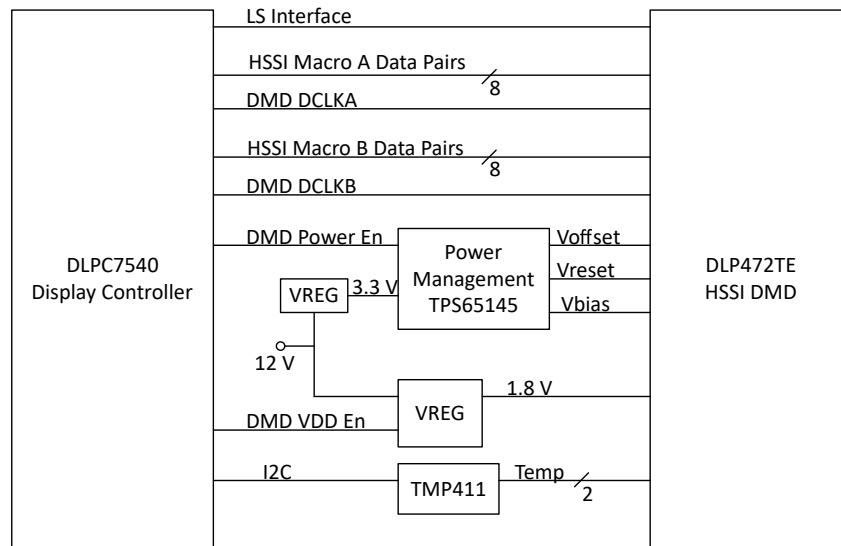 LS Interface
HSSI Macro A Data Pairs
8
DMD DCLKA
HSSI Macro B Data Pairs
8
DMD DCLKB
DMD Power En
Power
Management
TPS65145
Voffset
Vreset
Vbias
DLPC7540
Display Controller
DLP472TE
HSSI DMD
VREG
3.3 V
12 V
VREG
1.8 V
DMD VDD En
I2C
TMP411
Temp
2